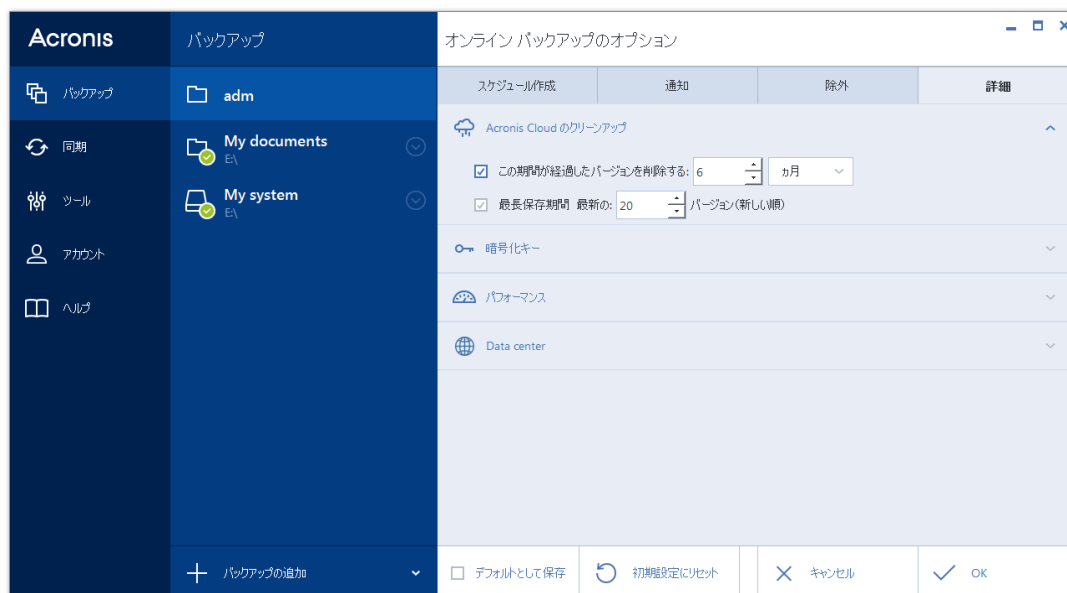 Acronis
バックアップ
オンライン バックアップのオプション
バックアップ
同期
ツール
アカウント
ヘルプ
adm
My documents
E:\
My system
E:\
バックアップの追加
スケジュール作成
通知
除外
詳細
Acronis Cloud のクリーンアップ
この期間が経過したバージョンを削除する: 6 ヵ月
最長保存期間 最新の: 20 バージョン(新しい順)
暗号化キー
パフォーマンス
Data center
デフォルトとして保存
初期設定にリセット
キャンセル
OK